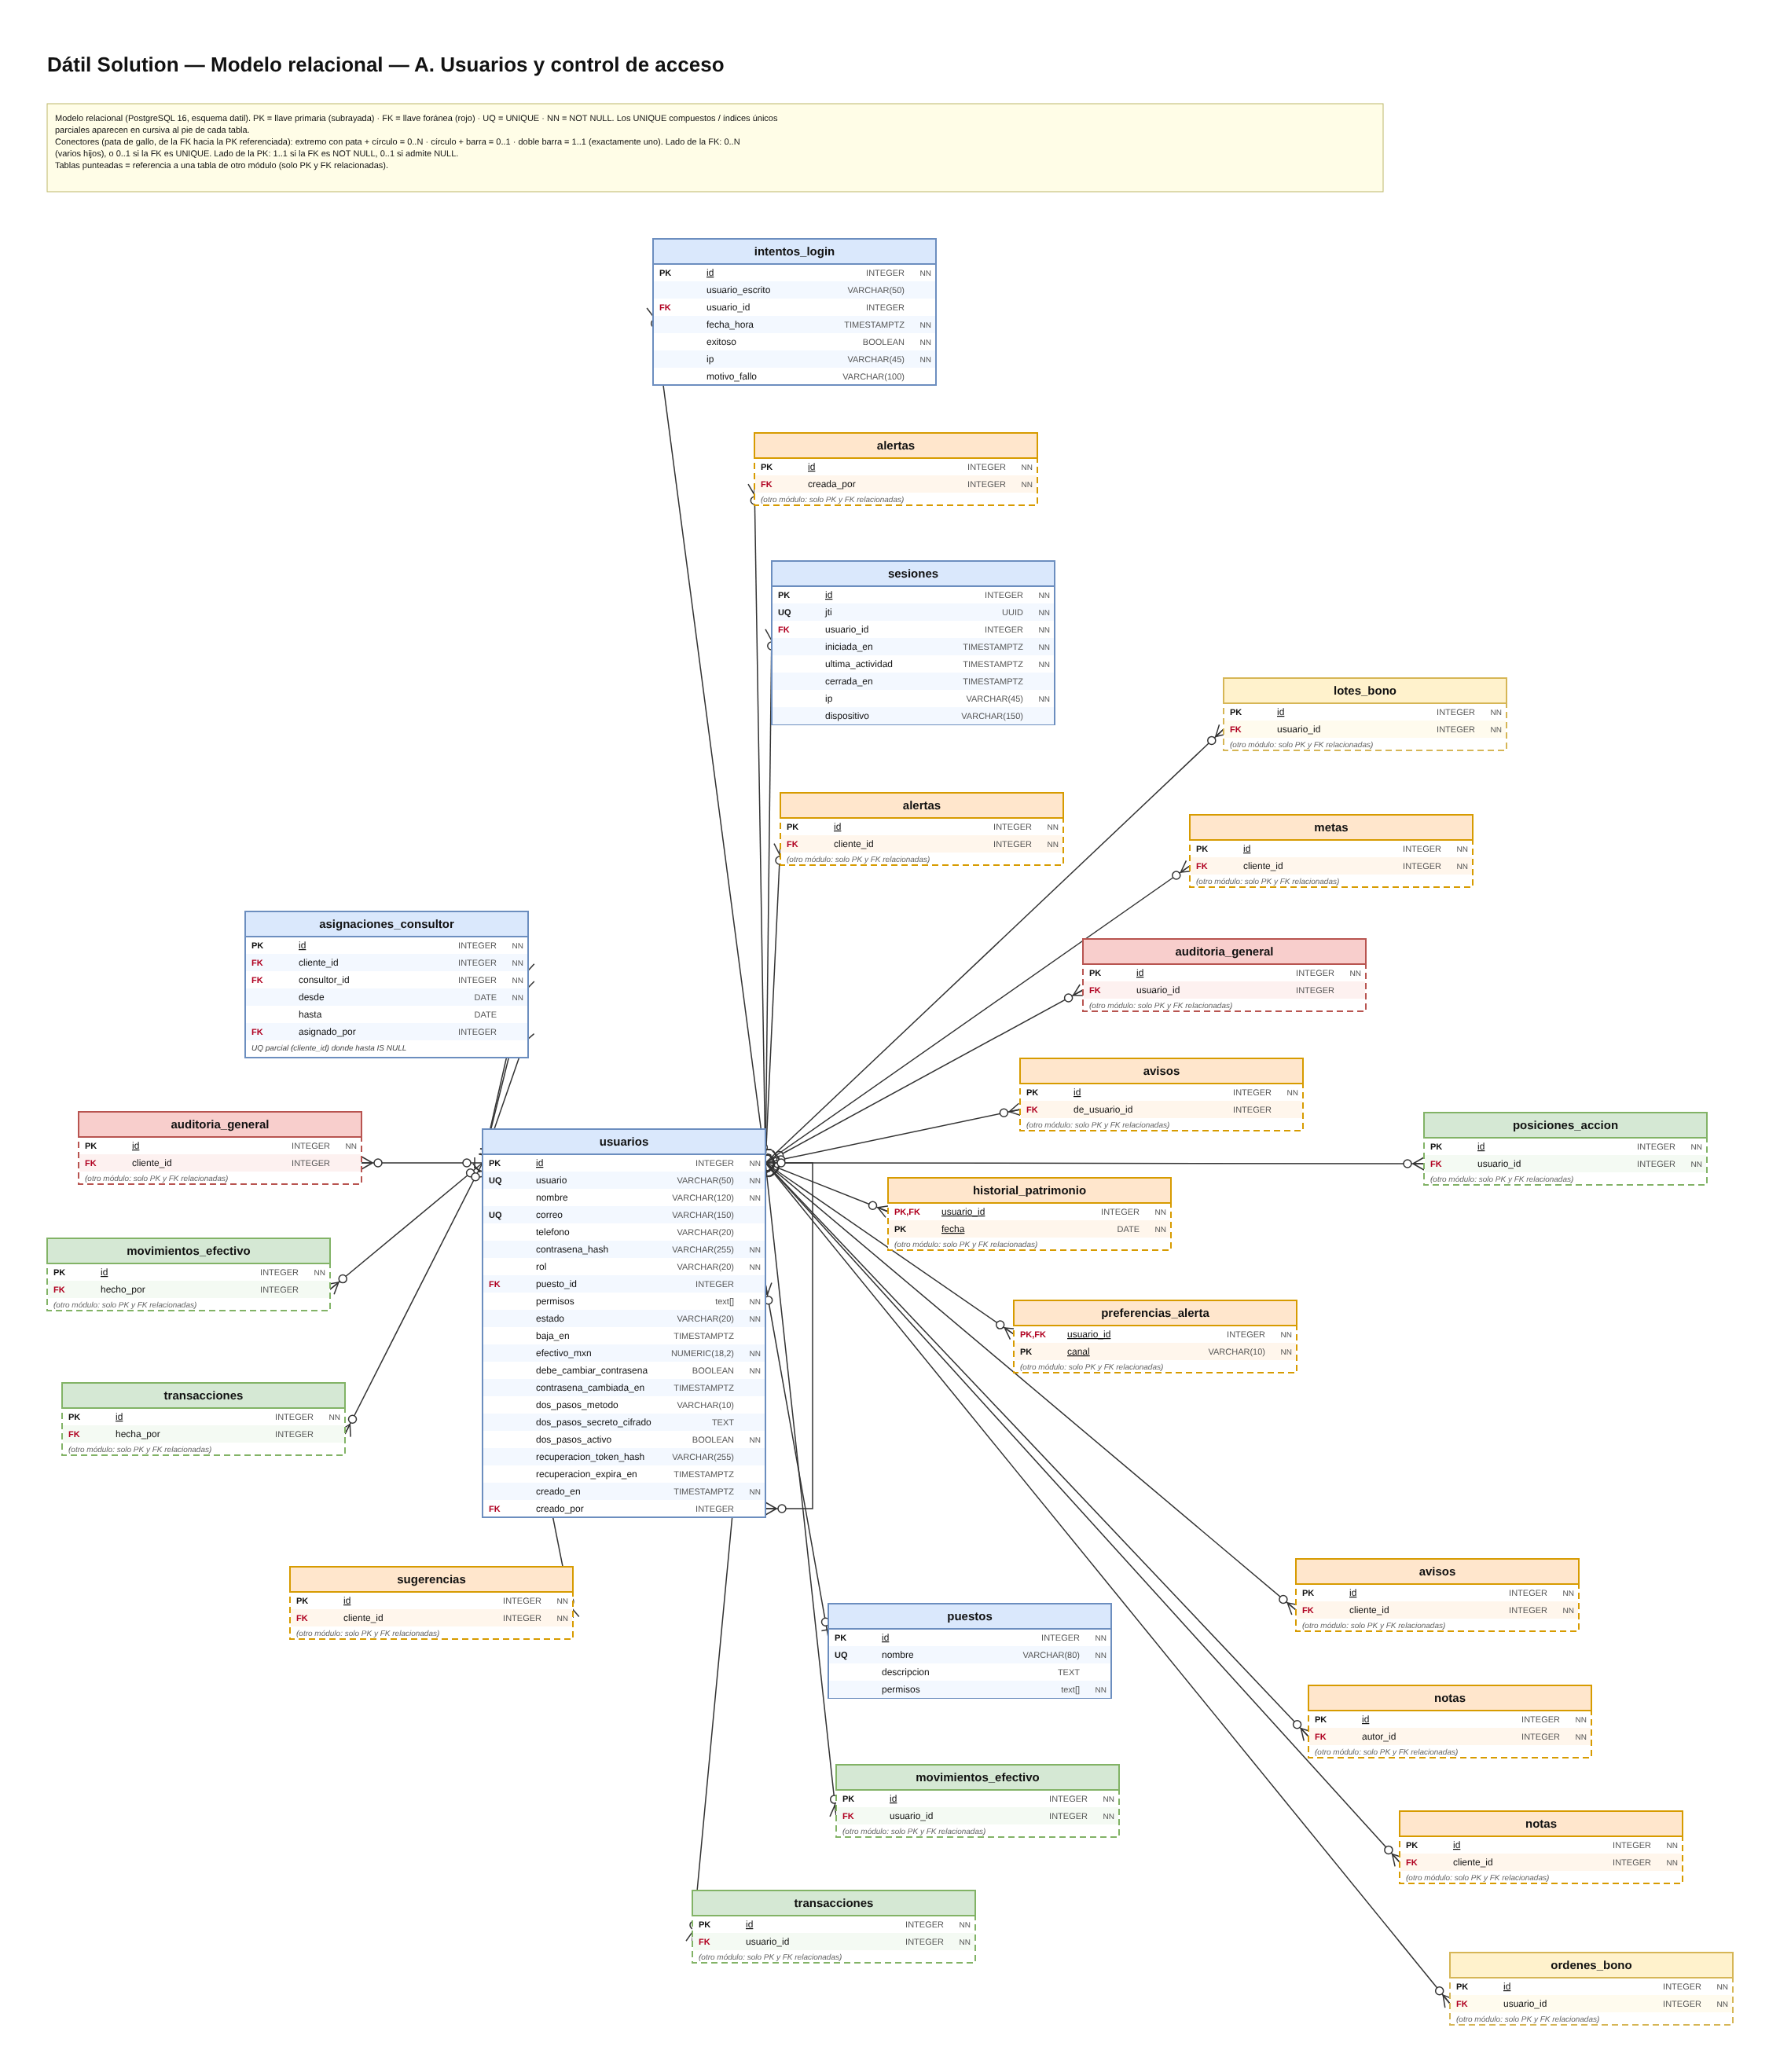 Dátil Solution — Modelo relacional — A. Usuarios y control de acceso
Modelo relacional (PostgreSQL 16, esquema datil). PK = llave primaria (subrayada) · FK = llave foránea (rojo) · UQ = UNIQUE · NN = NOT NULL. Los UNIQUE compuestos / índices únicos
parciales aparecen en cursiva al pie de cada tabla.
Conectores (pata de gallo, de la FK hacia la PK referenciada): extremo con pata + círculo = 0..N · círculo + barra = 0..1 · doble barra = 1..1 (exactamente uno). Lado de la FK: 0..N
(varios hijos), o 0..1 si la FK es UNIQUE. Lado de la PK: 1..1 si la FK es NOT NULL, 0..1 si admite NULL.
Tablas punteadas = referencia a una tabla de otro módulo (solo PK y FK relacionadas).
intentos_login
PK id INTEGER NN
usuario_escrito VARCHAR(50)
FK usuario_id INTEGER
fecha_hora TIMESTAMPTZ NN
exitoso BOOLEAN NN
ip VARCHAR(45) NN
motivo_fallo VARCHAR(100)
alertas
PK id INTEGER NN
FK creada_por INTEGER NN
(otro módulo: solo PK y FK relacionadas)
sesiones
PK id INTEGER NN
UQ jti UUID NN
FK usuario_id INTEGER NN
iniciada_en TIMESTAMPTZ NN
ultima_actividad TIMESTAMPTZ NN
cerrada_en TIMESTAMPTZ
ip VARCHAR(45) NN
dispositivo VARCHAR(150)
lotes_bono
PK id INTEGER NN
FK usuario_id INTEGER NN
(otro módulo: solo PK y FK relacionadas)
alertas
PK id INTEGER NN
FK cliente_id INTEGER NN
(otro módulo: solo PK y FK relacionadas)
metas
PK id INTEGER NN
FK cliente_id INTEGER NN
(otro módulo: solo PK y FK relacionadas)
asignaciones_consultor
PK id INTEGER NN
FK cliente_id INTEGER NN
FK consultor_id INTEGER NN
desde DATE NN
hasta DATE
FK asignado_por INTEGER
UQ parcial (cliente_id) donde hasta IS NULL
auditoria_general
PK id INTEGER NN
FK usuario_id INTEGER
(otro módulo: solo PK y FK relacionadas)
avisos
PK id INTEGER NN
FK de_usuario_id INTEGER
(otro módulo: solo PK y FK relacionadas)
auditoria_general
PK id INTEGER NN
FK cliente_id INTEGER
(otro módulo: solo PK y FK relacionadas)
posiciones_accion
PK id INTEGER NN
FK usuario_id INTEGER NN
(otro módulo: solo PK y FK relacionadas)
usuarios
PK id INTEGER NN
UQ usuario VARCHAR(50) NN
nombre VARCHAR(120) NN
UQ correo VARCHAR(150)
telefono VARCHAR(20)
contrasena_hash VARCHAR(255) NN
rol VARCHAR(20) NN
FK puesto_id INTEGER
permisos text[] NN
estado VARCHAR(20) NN
baja_en TIMESTAMPTZ
efectivo_mxn NUMERIC(18,2) NN
debe_cambiar_contrasena BOOLEAN NN
contrasena_cambiada_en TIMESTAMPTZ
dos_pasos_metodo VARCHAR(10)
dos_pasos_secreto_cifrado TEXT
dos_pasos_activo BOOLEAN NN
recuperacion_token_hash VARCHAR(255)
recuperacion_expira_en TIMESTAMPTZ
creado_en TIMESTAMPTZ NN
FK creado_por INTEGER
historial_patrimonio
PK,FK usuario_id INTEGER NN
PK fecha DATE NN
(otro módulo: solo PK y FK relacionadas)
movimientos_efectivo
PK id INTEGER NN
FK hecho_por INTEGER
(otro módulo: solo PK y FK relacionadas)
preferencias_alerta
PK,FK usuario_id INTEGER NN
PK canal VARCHAR(10) NN
(otro módulo: solo PK y FK relacionadas)
transacciones
PK id INTEGER NN
FK hecha_por INTEGER
(otro módulo: solo PK y FK relacionadas)
sugerencias
PK id INTEGER NN
FK cliente_id INTEGER NN
(otro módulo: solo PK y FK relacionadas)
avisos
PK id INTEGER NN
FK cliente_id INTEGER NN
(otro módulo: solo PK y FK relacionadas)
puestos
PK id INTEGER NN
UQ nombre VARCHAR(80) NN
descripcion TEXT
permisos text[] NN
notas
PK id INTEGER NN
FK autor_id INTEGER NN
(otro módulo: solo PK y FK relacionadas)
movimientos_efectivo
PK id INTEGER NN
FK usuario_id INTEGER NN
(otro módulo: solo PK y FK relacionadas)
notas
PK id INTEGER NN
FK cliente_id INTEGER NN
(otro módulo: solo PK y FK relacionadas)
transacciones
PK id INTEGER NN
FK usuario_id INTEGER NN
(otro módulo: solo PK y FK relacionadas)
ordenes_bono
PK id INTEGER NN
FK usuario_id INTEGER NN
(otro módulo: solo PK y FK relacionadas)